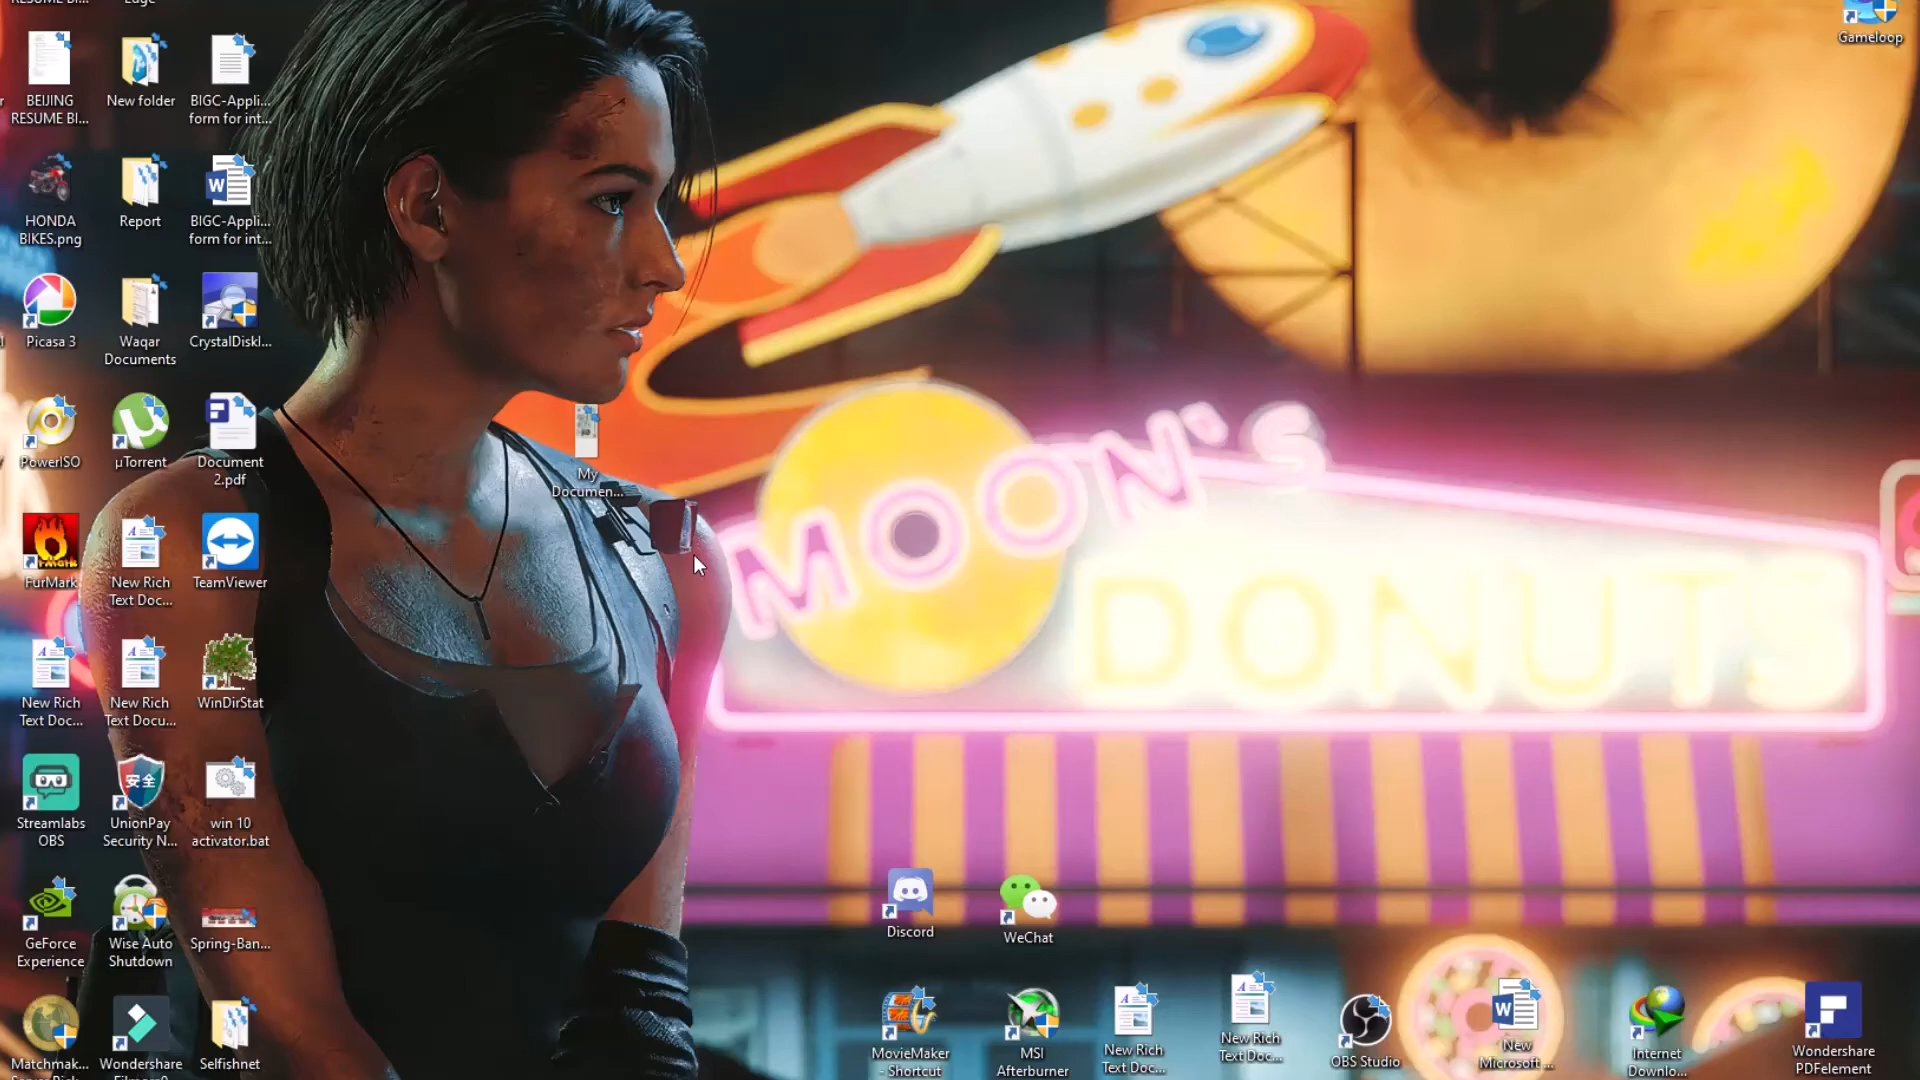 Gameloop
BEIJING
RESUME BI...
New folder
BIGC-Appli...
form for int...
HONDA
BIKES.png
Report
BIGC-Appli...
form for int...
Picasa 3
Waqar
Documents
CrystalDiskI...
PowerISO
µTorrent
Document
2.pdf
My
Documen...
FurMark
New Rich
Text Doc...
TeamViewer
New Rich
Text Doc...
New Rich
Text Docu...
WinDirStat
Streamlabs
OBS
安全
UnionPay
Security N...
win 10
activator.bat
GeForce
Experience
Wise Auto
Shutdown
Spring-Ban...
Matchmak...
Wondershare
Selfishnet
Discord
WeChat
MovieMaker
- Shortcut
MSI
Afterburner
New Rich
Text Doc...
New Rich
Text Doc...
OBS Studio
New
Microsoft ...
Internet
Downlo...
Wondershare
PDFelement
MOON'S
DONUTS